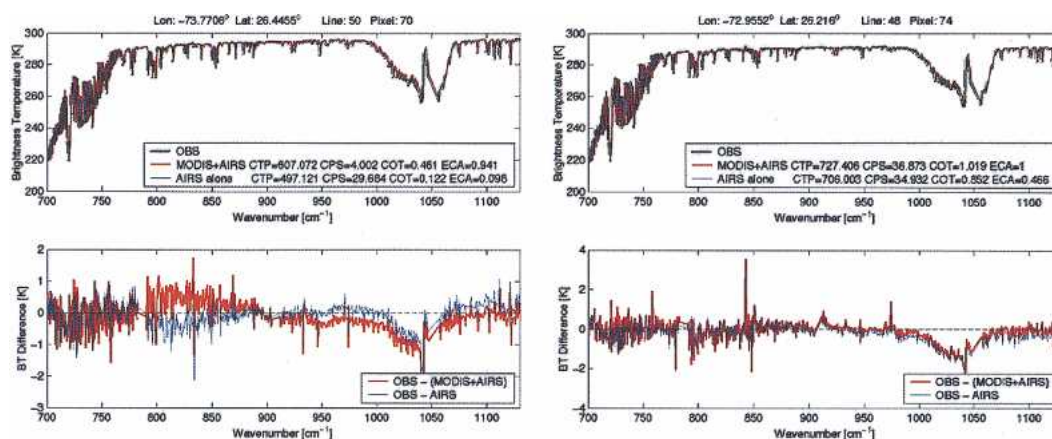 Lon: -73.7706⁰ Lat: 26.4455⁰ Line: 50 Pixel: 70
Brightness Temperature [K]
300
280
260
240
220
200
OBS
MODIS+AIRS CTP=607.072 CPS=4.002 COT=0.461 ECA=0.941
AIRS alone CTP=497.121 CPS=29.684 COT=0.122 ECA=0.096
700 750 800 850 900 950 1000 1050 1100
Wavenumber [cm⁻¹]
BT Difference [K]
2
1
0
-1
-2
-3
OBS - (MODIS+AIRS)
OBS - AIRS
700 750 800 850 900 950 1000 1050 1100
Wavenumber [cm⁻¹]
Lon: -72.9552⁰ Lat: 26.216⁰ Line: 48 Pixel: 74
Brightness Temperature [K]
300
280
260
240
220
200
OBS
MODIS+AIRS CTP=727.406 CPS=36.873 COT=1.019 ECA=1
AIRS alone CTP=706.005 CPS=34.932 COT=0.852 ECA=0.466
700 750 800 850 900 950 1000 1050 1100
Wavenumber [cm⁻¹]
BT Difference [K]
4
2
0
-2
-4
OBS - (MODIS+AIRS)
OBS - AIRS
700 750 800 850 900 950 1000 1050 1100
Wavenumber [cm⁻¹]